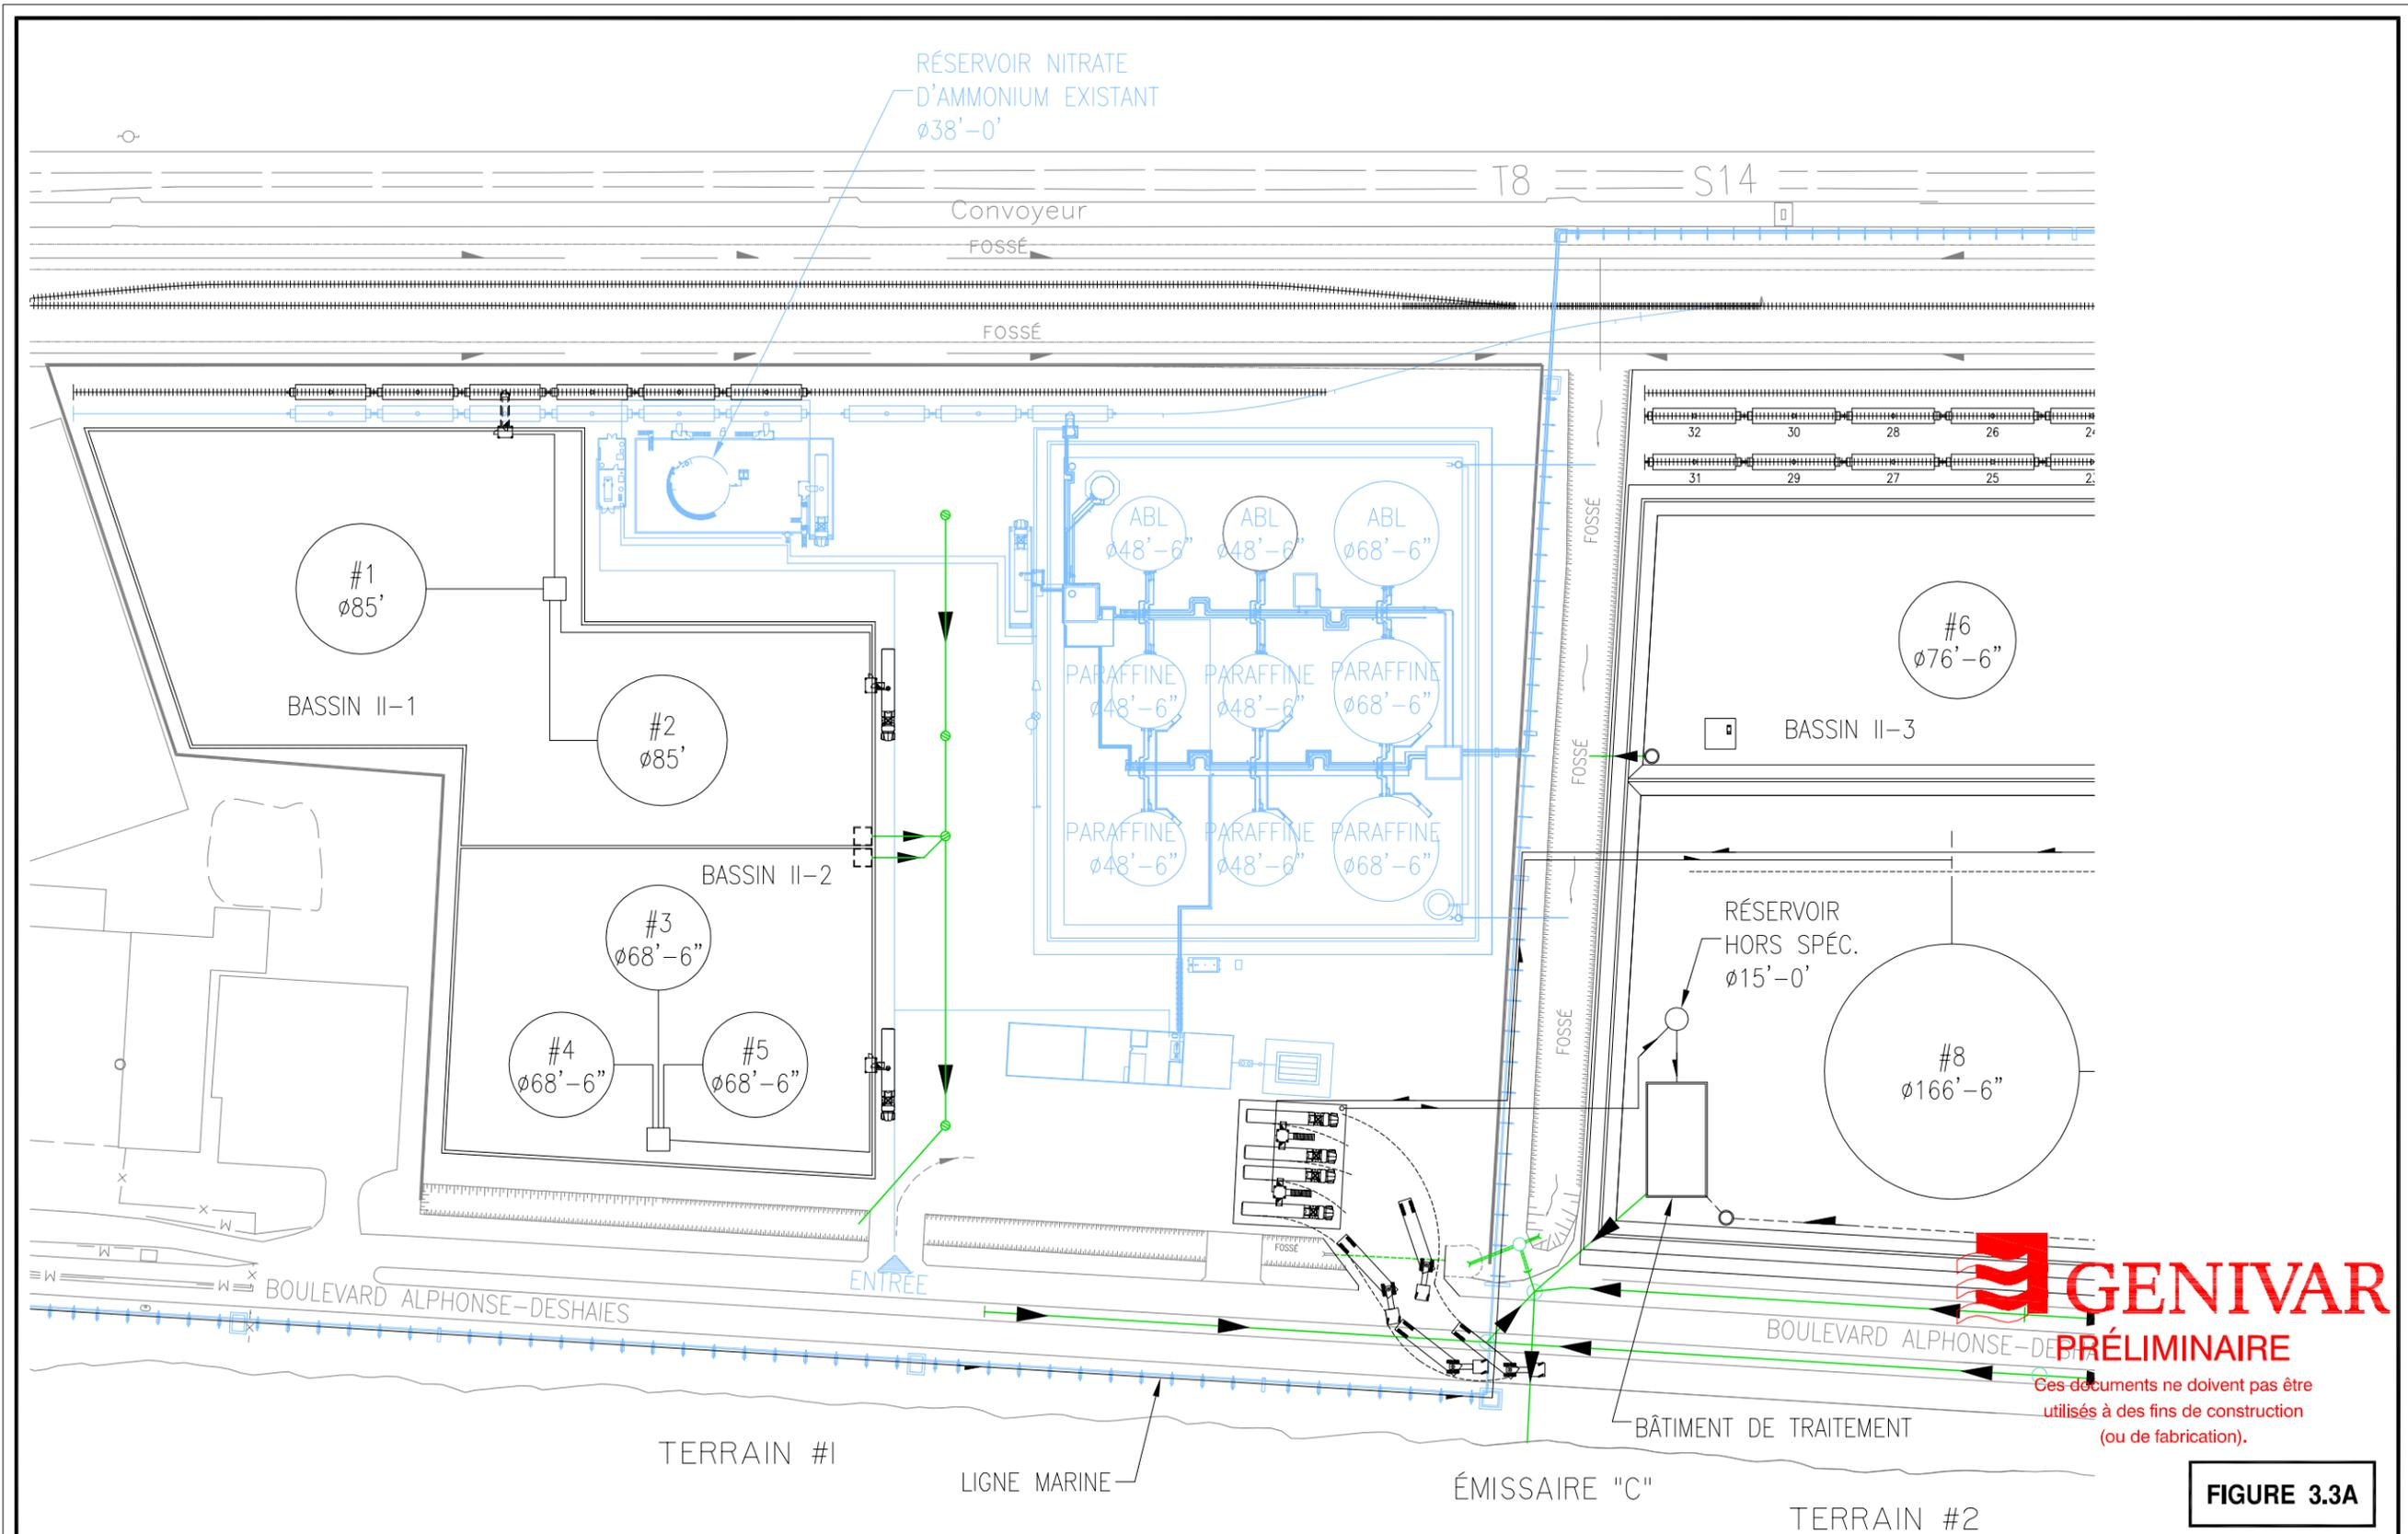 RÉSERVOIR NITRATE
D'AMMONIUM EXISTANT
ø38'-0'
T8
S14
Convoyeur
FOSSÉ
FOSSÉ
32
30
28
26
24
31
29
27
25
ABL
ø48'-6"
ABL
ø48'-6"
ABL
ø68'-6"
FOSSÉ
#1
ø85'
#6
ø76'-6"
PARAFFINE
ø48'-6"
PARAFFINE
ø48'-6"
PARAFFINE
ø68'-6"
BASSIN II-1
#2
ø85'
BASSIN II-3
FOSSÉ
PARAFFINE
ø48'-6"
PARAFFINE
ø48'-6"
PARAFFINE
ø68'-6"
BASSIN II-2
#3
ø68'-6"
RÉSERVOIR
HORS SPÉC.
ø15'-0'
FOSSÉ
#4
ø68'-6"
#5
ø68'-6"
#8
ø166'-6"
FOSSÉ
ENTRÉE
BOULEVARD ALPHONSE-DESHAIES
GENIVAR
BOULEVARD ALPHONSE-DESHA
PRÉLIMINAIRE
Ces documents ne doivent pas être
utilisés à des fins de construction
(ou de fabrication).
BÂTIMENT DE TRAITEMENT
TERRAIN #1
LIGNE MARINE
ÉMISSAIRE "C"
TERRAIN #2
FIGURE 3.3A